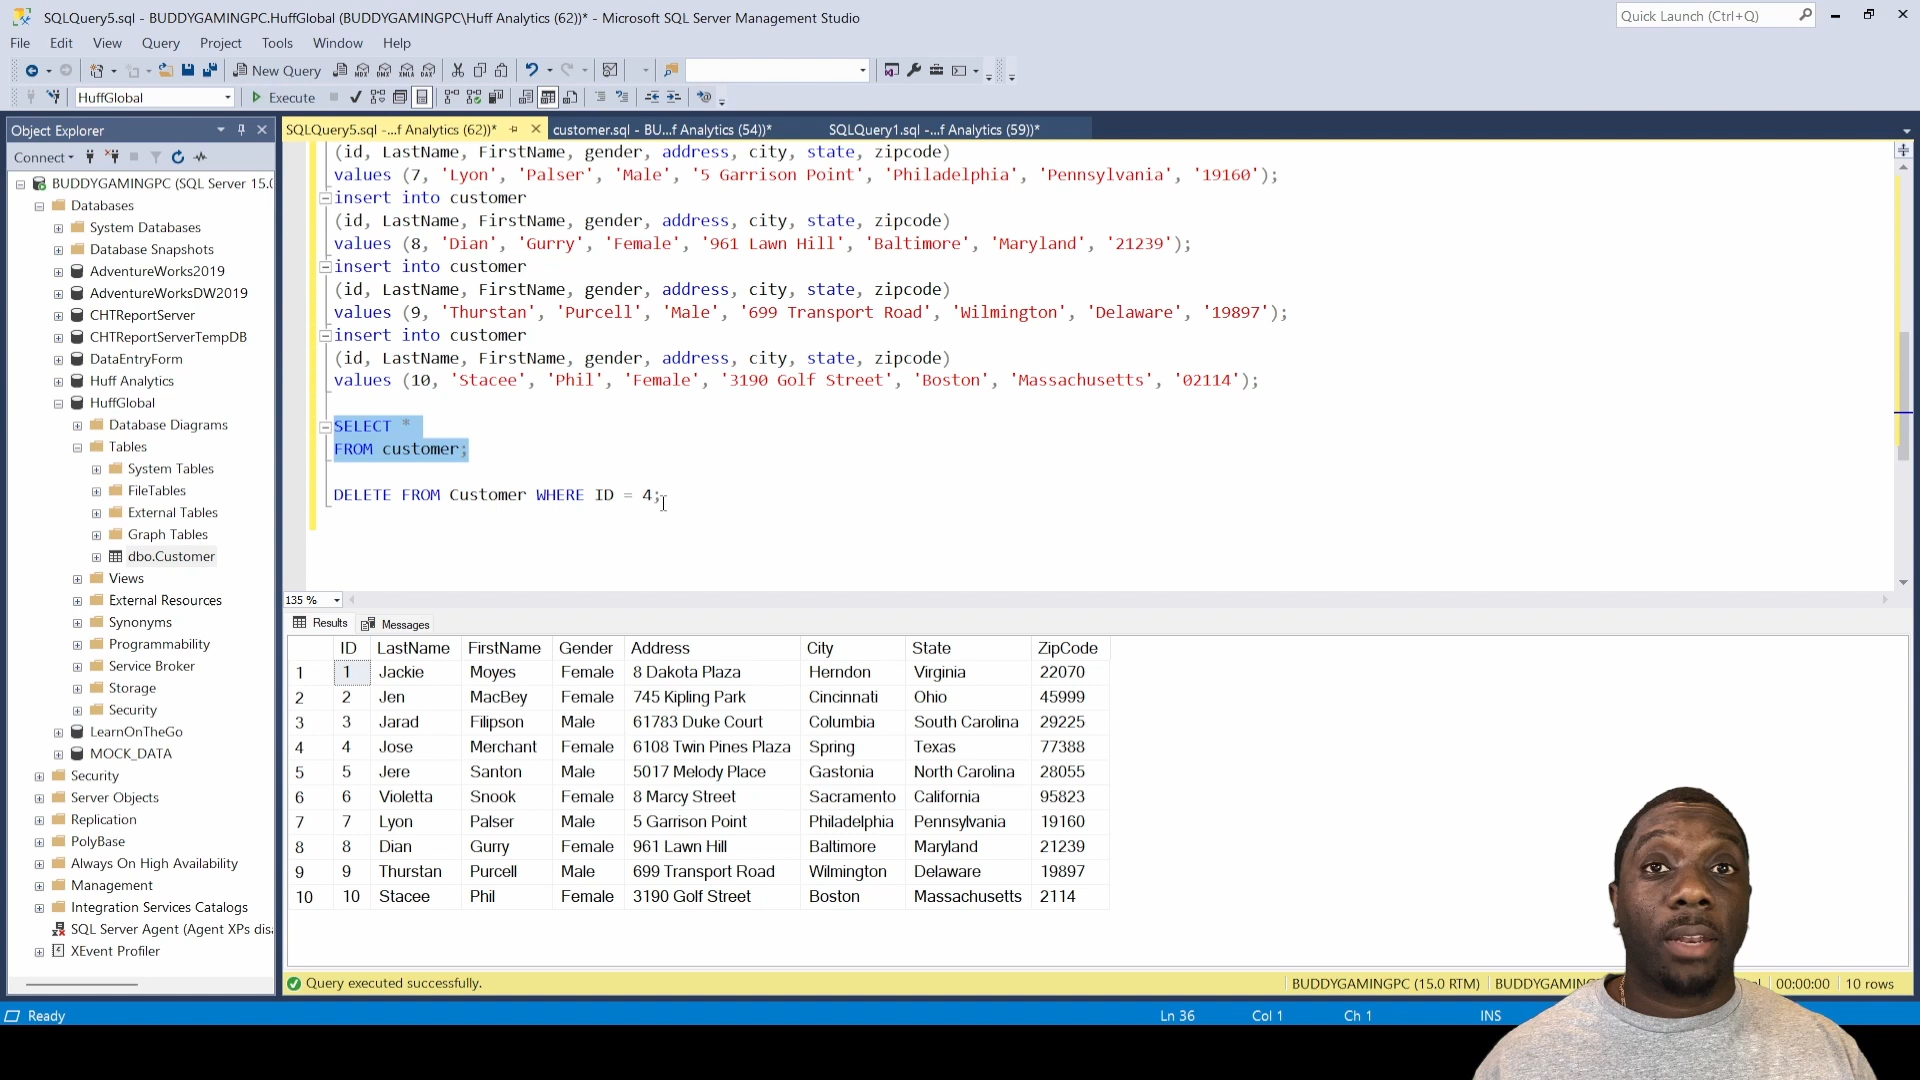 SQLQuery5.sql - BUDDYGAMINGPC.HuffGlobal (BUDDYGAMINGPC\Huff Analytics (62))* - Microsoft SQL Server Management Studio
Quick Launch (Ctrl+Q)
File Edit View Query Project Tools Window Help
New Query
HuffGlobal
Execute
Object Explorer
SQLQuery5.sql -...f Analytics (62))*
customer.sql - BU...f Analytics (54))*
SQLQuery1.sql -...f Analytics (59))*
Connect
BUDDYGAMINGPC (SQL Server 15.0
Databases
System Databases
Database Snapshots
AdventureWorks2019
AdventureWorksDW2019
CHTReportServer
CHTReportServerTempDB
DataEntryForm
Huff Analytics
HuffGlobal
Database Diagrams
Tables
System Tables
FileTables
External Tables
Graph Tables
dbo.Customer
Views
External Resources
Synonyms
Programmability
Service Broker
Storage
Security
LearnOnTheGo
MOCK_DATA
Security
Server Objects
Replication
PolyBase
Always On High Availability
Management
Integration Services Catalogs
SQL Server Agent (Agent XPs disa
XEvent Profiler
(id, LastName, FirstName, gender, address, city, state, zipcode)
values (7, 'Lyon', 'Palser', 'Male', '5 Garrison Point', 'Philadelphia', 'Pennsylvania', '19160');
insert into customer
(id, LastName, FirstName, gender, address, city, state, zipcode)
values (8, 'Dian', 'Gurry', 'Female', '961 Lawn Hill', 'Baltimore', 'Maryland', '21239');
insert into customer
(id, LastName, FirstName, gender, address, city, state, zipcode)
values (9, 'Thurstan', 'Purcell', 'Male', '699 Transport Road', 'Wilmington', 'Delaware', '19897');
insert into customer
(id, LastName, FirstName, gender, address, city, state, zipcode)
values (10, 'Stacee', 'Phil', 'Female', '3190 Golf Street', 'Boston', 'Massachusetts', '02114');
SELECT *
FROM customer;
DELETE FROM Customer WHERE ID = 4;
135 %
Results Messages
ID LastName FirstName Gender Address City State ZipCode
1 1 Jackie Moyes Female 8 Dakota Plaza Herndon Virginia 22070
2 2 Jen MacBey Female 745 Kipling Park Cincinnati Ohio 45999
3 3 Jarad Filipson Male 61783 Duke Court Columbia South Carolina 29225
4 4 Jose Merchant Female 6108 Twin Pines Plaza Spring Texas 77388
5 5 Jere Santon Male 5017 Melody Place Gastonia North Carolina 28055
6 6 Violetta Snook Female 8 Marcy Street Sacramento California 95823
7 7 Lyon Palser Male 5 Garrison Point Philadelphia Pennsylvania 19160
8 8 Dian Gurry Female 961 Lawn Hill Baltimore Maryland 21239
9 9 Thurstan Purcell Male 699 Transport Road Wilmington Delaware 19897
10 10 Stacee Phil Female 3190 Golf Street Boston Massachusetts 2114
Query executed successfully.
BUDDYGAMINGPC (15.0 RTM)
00:00:00
10 rows
Ready
Ln 36 Col 1 Ch 1 INS